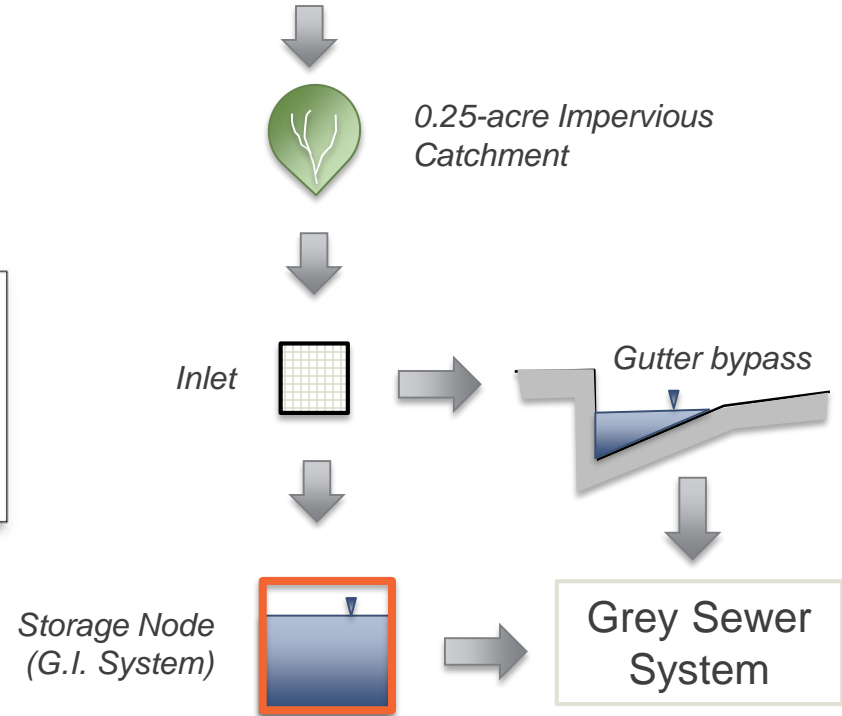 0.25-acre Impervious
Catchment
Inlet
Gutter bypass
Storage Node
(G.I. System)
Grey Sewer
System